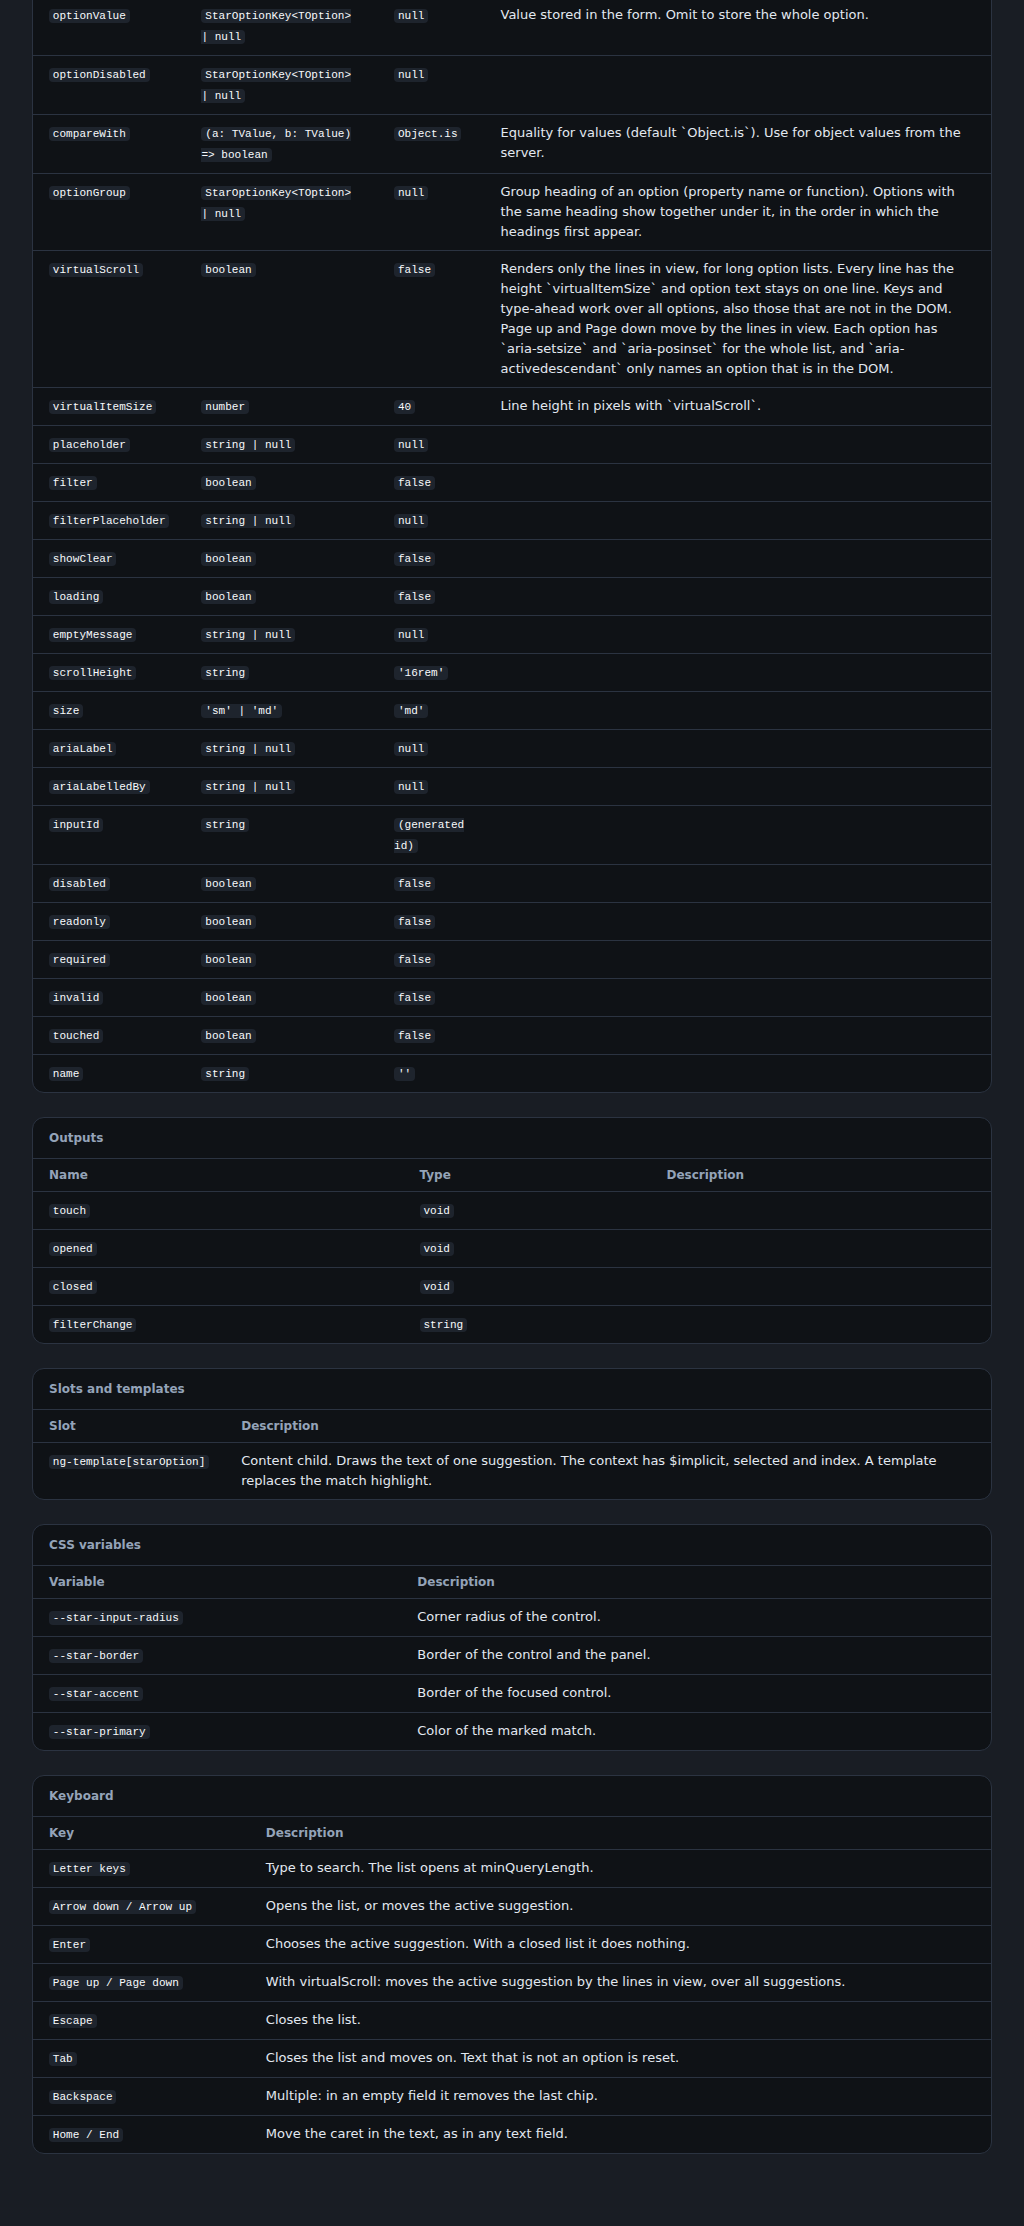 optionValue StarOptionKey<TOption> null Value stored in the form. Omit to store the whole option.
| null
optionDisabled StarOptionKey<TOption> null
| null
compareWith (a: TValue, b: TValue) Object.is Equality for values (default `Object.is`). Use for object values from the
=> boolean server.
optionGroup StarOptionKey<TOption> null Group heading of an option (property name or function). Options with
| null the same heading show together under it, in the order in which the
headings first appear.
virtualScroll boolean false Renders only the lines in view, for long option lists. Every line has the
height `virtualItemSize` and option text stays on one line. Keys and
type-ahead work over all options, also those that are not in the DOM.
Page up and Page down move by the lines in view. Each option has
`aria-setsize` and `aria-posinset` for the whole list, and `aria-
activedescendant` only names an option that is in the DOM.
virtualItemSize number 40 Line height in pixels with `virtualScroll`.
placeholder string | null null
filter boolean false
filterPlaceholder string | null null
showClear boolean false
loading boolean false
emptyMessage string | null null
scrollHeight string '16rem'
size 'sm' | 'md' 'md'
ariaLabel string | null null
ariaLabelledBy string | null null
inputId string (generated
id)
disabled boolean false
readonly boolean false
required boolean false
invalid boolean false
touched boolean false
name string ''
Outputs
Name Type Description
touch void
opened void
closed void
filterChange string
Slots and templates
Slot Description
ng-template[starOption] Content child. Draws the text of one suggestion. The context has $implicit, selected and index. A template
replaces the match highlight.
CSS variables
Variable Description
--star-input-radius Corner radius of the control.
--star-border Border of the control and the panel.
--star-accent Border of the focused control.
--star-primary Color of the marked match.
Keyboard
Key Description
Letter keys Type to search. The list opens at minQueryLength.
Arrow down / Arrow up Opens the list, or moves the active suggestion.
Enter Chooses the active suggestion. With a closed list it does nothing.
Page up / Page down With virtualScroll: moves the active suggestion by the lines in view, over all suggestions.
Escape Closes the list.
Tab Closes the list and moves on. Text that is not an option is reset.
Backspace Multiple: in an empty field it removes the last chip.
Home / End Move the caret in the text, as in any text field.